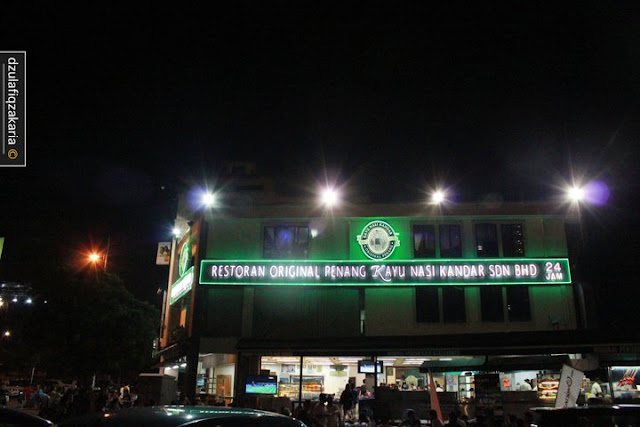 dzulafiqzakaria ©
RESTORAN ORIGINAL PENANG KAYU NASI KANDAR SDN BHD 24 JAM